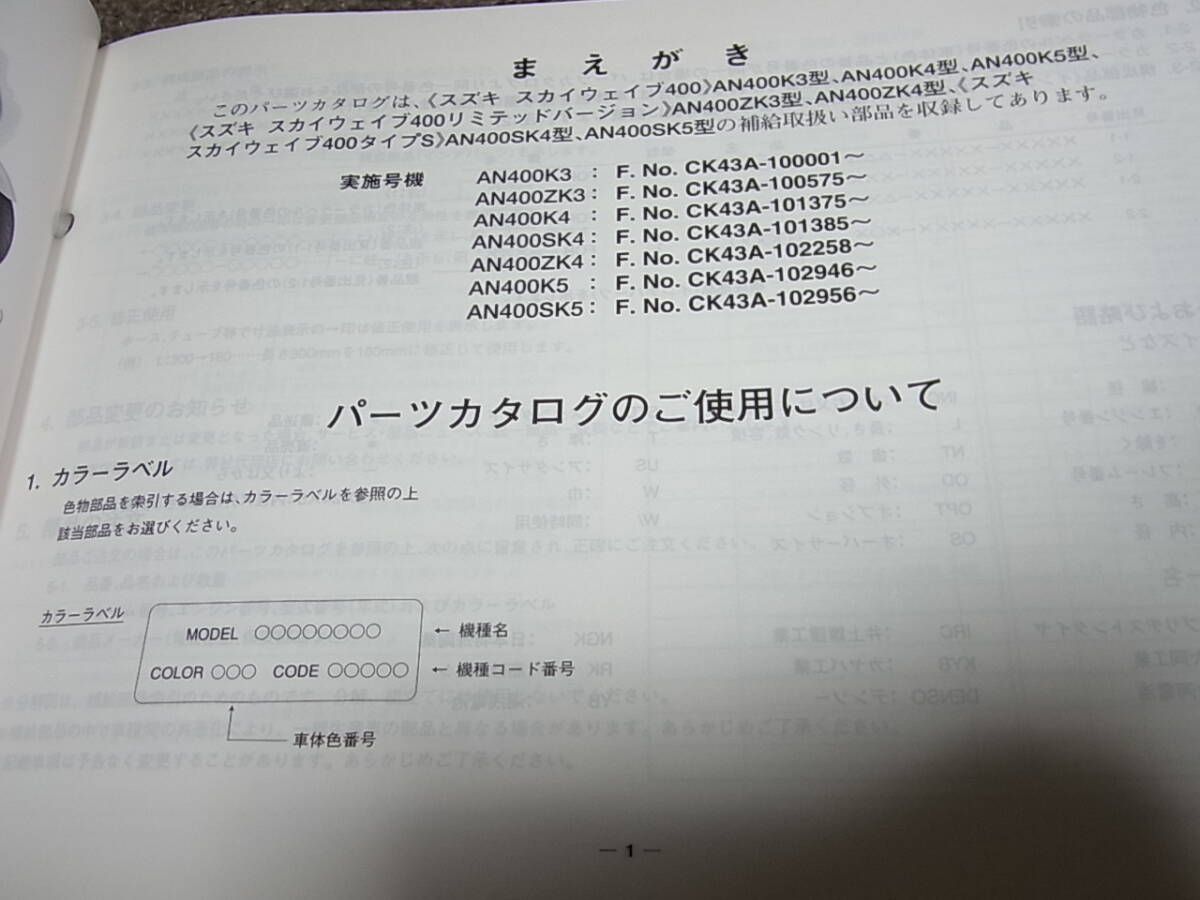 まえがき
このパーツカタログは、《スズキ スカイウェイブ400》AN400K3型、AN400K4型、AN400K5型、
《スズキ スカイウェイブ400リミテッドバージョン》AN400ZK3型、AN400ZK4型、《スズキ
スカイウェイブ400タイプS》AN400SK4型、AN400SK5型の補給取扱い部品を収録してあります。
実施号機 AN400K3 : F. No. CK43A-100001～
AN400ZK3 : F. No. CK43A-100575～
AN400K4 : F. No. CK43A-101375～
AN400SK4 : F. No. CK43A-101385～
AN400ZK4 : F. No. CK43A-102258～
AN400K5 : F. No. CK43A-102946～
AN400SK5 : F. No. CK43A-102956～
パーツカタログのご使用について
1. カラーラベル
色物部品を索引する場合は、カラーラベルを参照の上
該当部品をお選びください。
カラーラベル
MODEL ○○○○○○○○ ← 機種名
COLOR ○○○ CODE ○○○○○ ← 機種コード番号
車体色番号
— 1 —